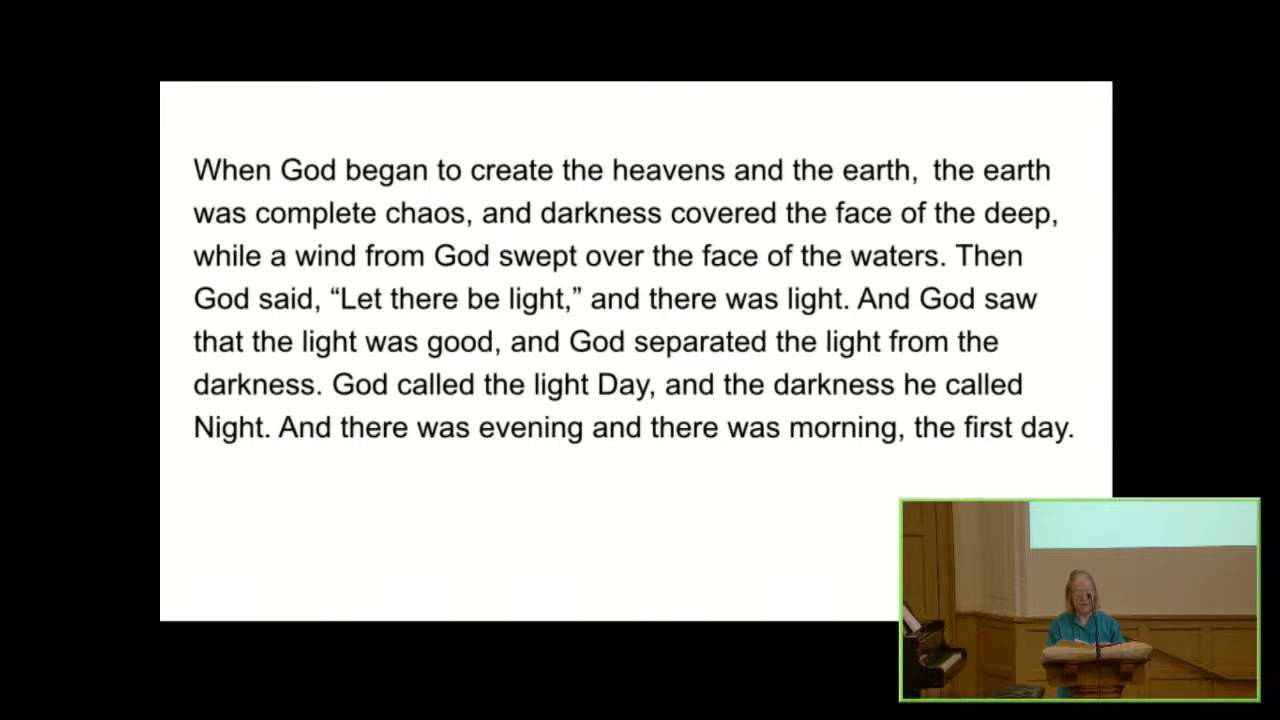 When God began to create the heavens and the earth, the earth
was complete chaos, and darkness covered the face of the deep,
while a wind from God swept over the face of the waters. Then
God said, “Let there be light,” and there was light. And God saw
that the light was good, and God separated the light from the
darkness. God called the light Day, and the darkness he called
Night. And there was evening and there was morning, the first day.